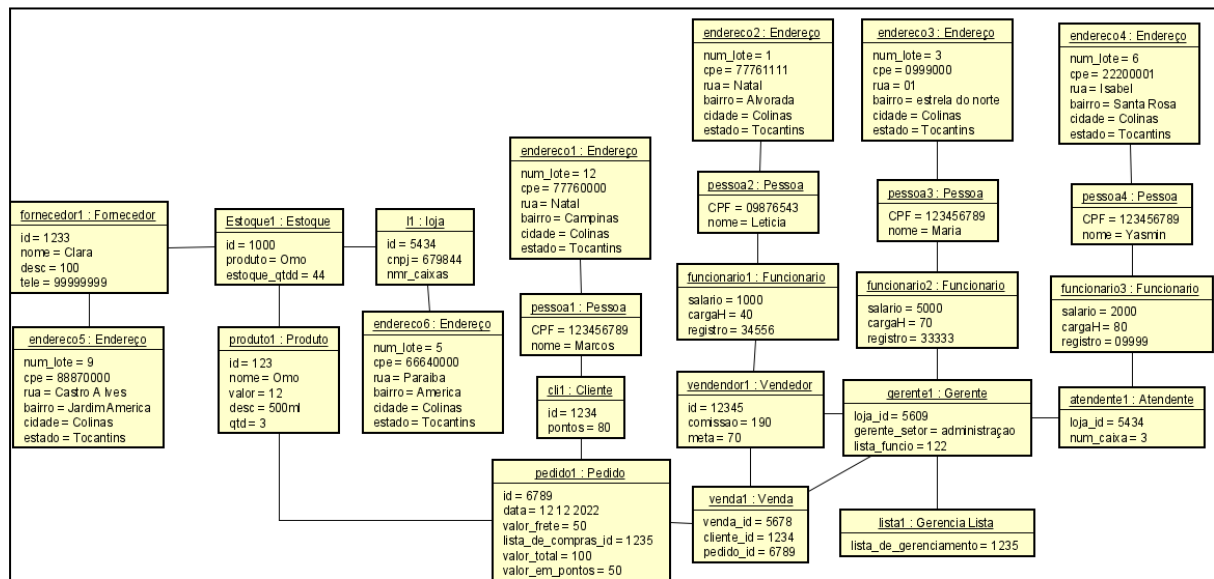 endereco2 : Endereço
num_lote = 1
cpe = 77761111
rua = Natal
bairro = Alvorada
cidade = Colinas
estado = Tocantins
endereco3 : Endereço
num_lote = 3
cpe = 0999000
rua = 01
bairro = estrela do norte
cidade = Colinas
estado = Tocantins
endereco4 : Endereço
num_lote = 6
cpe = 22200001
rua = Isabel
bairro = Santa Rosa
cidade = Colinas
estado = Tocantins
endereco1 : Endereço
num_lote = 12
cpe = 77760000
rua = Natal
bairro = Campinas
cidade = Colinas
estado = Tocantins
pessoa2 : Pessoa
CPF = 09876543
nome = Leticia
pessoa3 : Pessoa
CPF = 123456789
nome = Maria
pessoa4 : Pessoa
CPF = 123456789
nome = Yasmin
fornecedor1 : Fornecedor
id = 1233
nome = Clara
desc = 100
tele = 99999999
Estoque1 : Estoque
id = 1000
produto = Omo
estoque_qtdd = 44
l1 : loja
id = 5434
cnpj = 679844
nmr_caixas
funcionario1 : Funcionario
salario = 1000
cargaH = 40
registro = 34556
funcionario2 : Funcionario
salario = 5000
cargaH = 70
registro = 33333
funcionario3 : Funcionario
salario = 2000
cargaH = 80
registro = 09999
pessoa1 : Pessoa
CPF = 123456789
nome = Marcos
endereco5 : Endereço
num_lote = 9
cpe = 88870000
rua = Castro Alves
bairro = Jardim America
cidade = Colinas
estado = Tocantins
produto1 : Produto
id = 123
nome = Omo
valor = 12
desc = 500ml
qtd = 3
endereco6 : Endereço
num_lote = 5
cpe = 66640000
rua = Paraiba
bairro = America
cidade = Colinas
estado = Tocantins
cli1 : Cliente
id = 1234
pontos = 80
vendendor1 : Vendedor
id = 12345
comissao = 190
meta = 70
gerente1 : Gerente
loja_id = 5609
gerente_setor = administraçao
lista_funcio = 122
atendente1 : Atendente
loja_id = 5434
num_caixa = 3
pedido1 : Pedido
id = 6789
data = 12 12 2022
valor_frete = 50
lista_de_compras_id = 1235
valor_total = 100
valor_em_pontos = 50
venda1 : Venda
venda_id = 5678
cliente_id = 1234
pedido_id = 6789
lista1 : Gerencia Lista
lista_de_gerenciamento = 1235